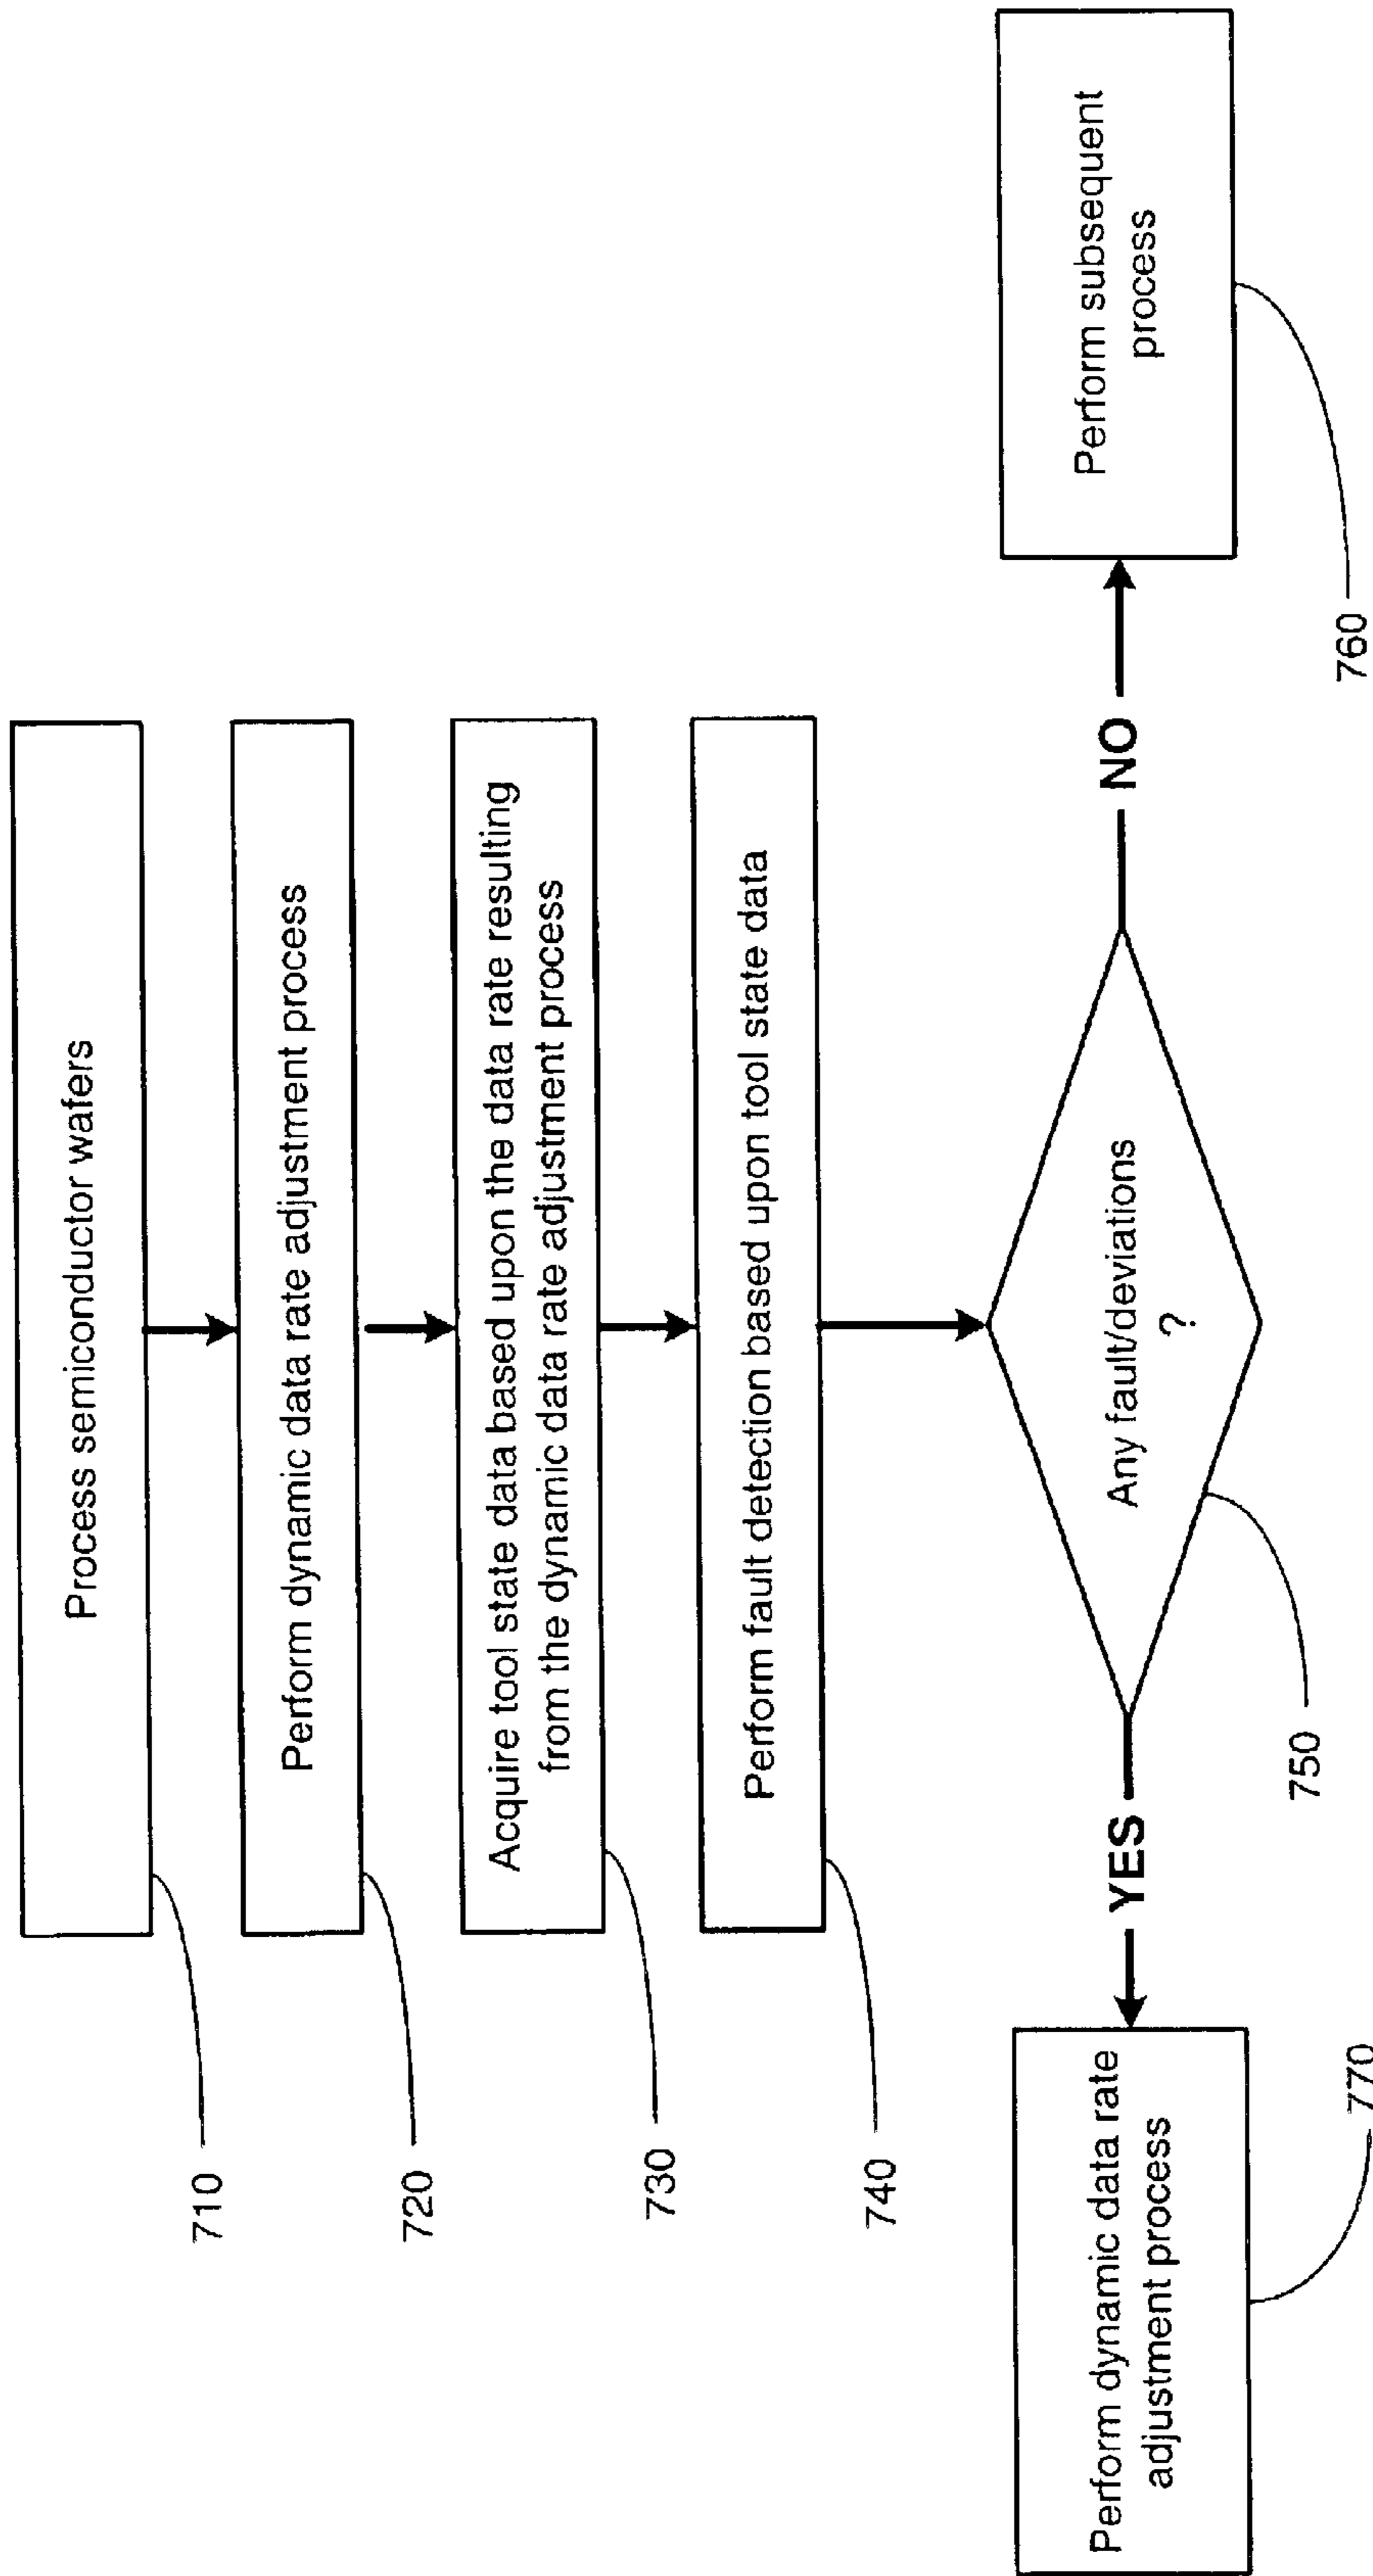 Process semiconductor wafers
710
Perform dynamic data rate adjustment process
720
Acquire tool state data based upon the data rate resulting
from the dynamic data rate adjustment process
730
Perform fault detection based upon tool state data
740
Any fault/deviations
?
750
YES
NO
Perform dynamic data rate
adjustment process
770
Perform subsequent
process
760